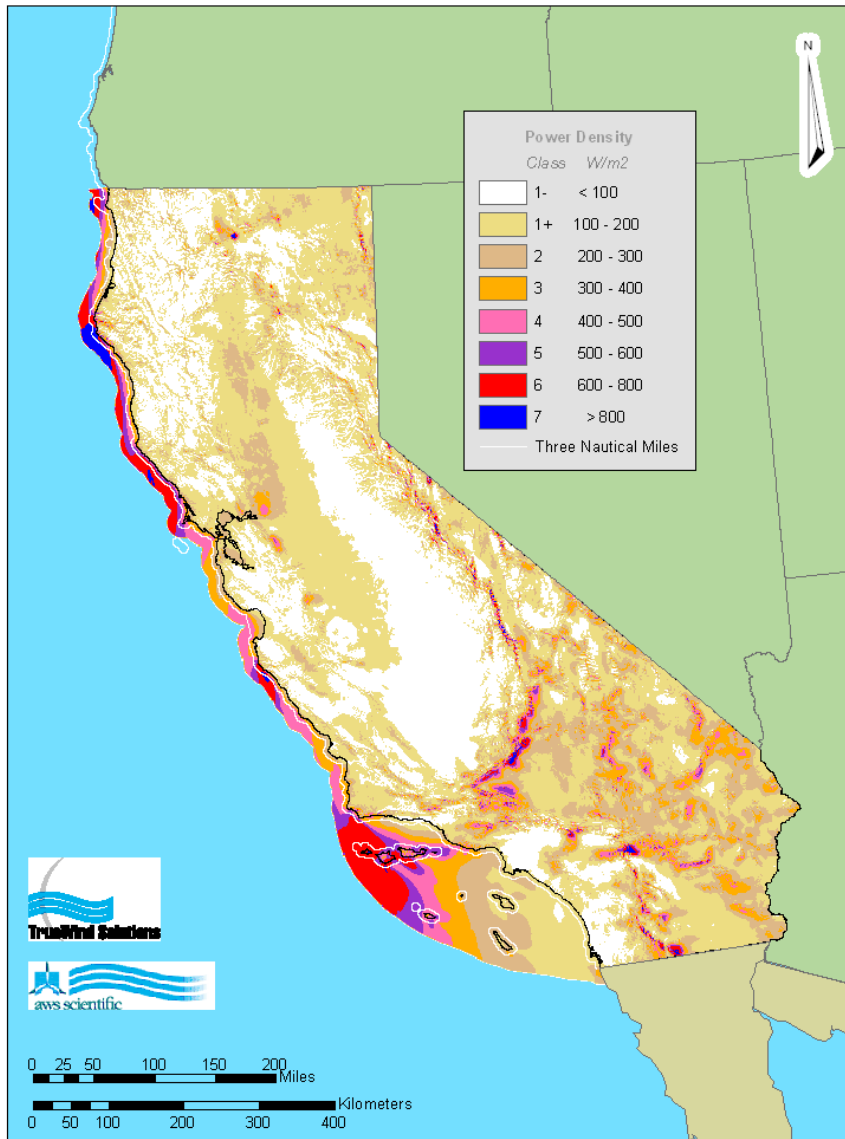 N
Power Density
Class W/m2
1- < 100
1+ 100 - 200
2 200 - 300
3 300 - 400
4 400 - 500
5 500 - 600
6 600 - 800
7 > 800
Three Nautical Miles
TrueWind Solutions
aws scientific
0 25 50 100 150 200
Miles
Kilometers
0 50 100 200 300 400